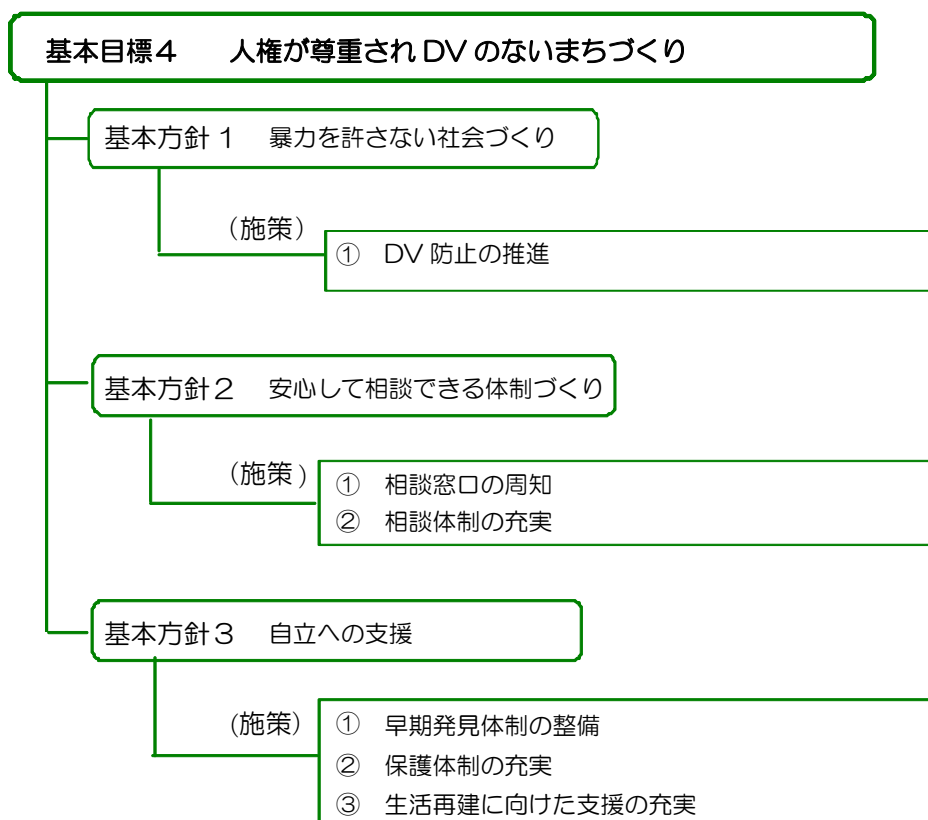 基本目標4　人権が尊重されDVのないまちづくり
基本方針1　暴力を許さない社会づくり
（施策）
①　DV防止の推進
基本方針2　安心して相談できる体制づくり
（施策）
①　相談窓口の周知
②　相談体制の充実
基本方針3　自立への支援
（施策）
①　早期発見体制の整備
②　保護体制の充実
③　生活再建に向けた支援の充実